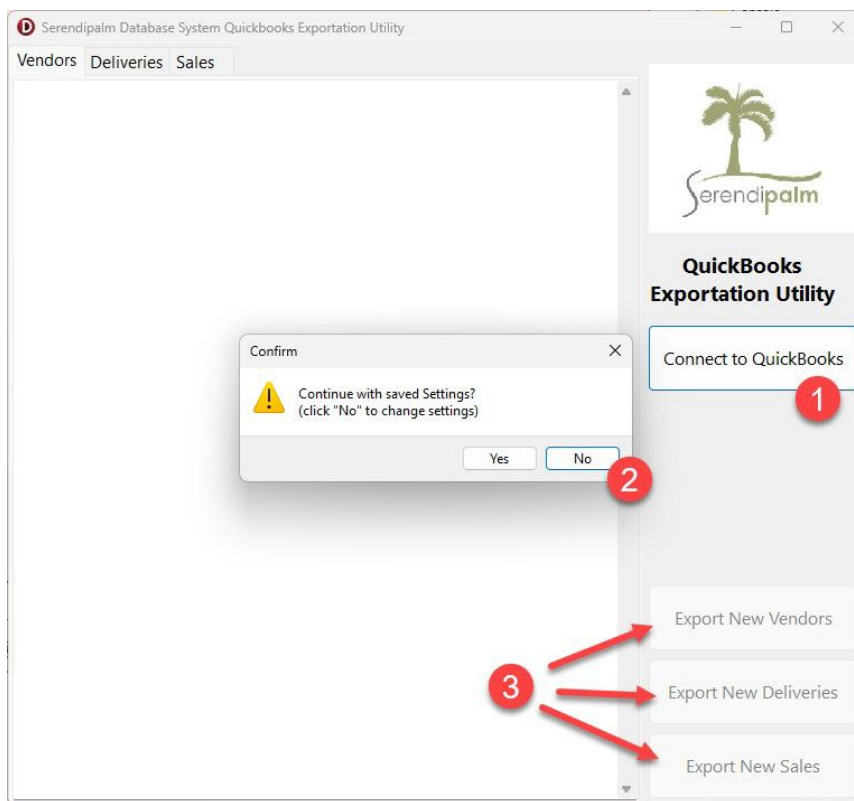 Serendipalm Database System Quickbooks Exportation Utility
Vendors Deliveries Sales
Serendipalm
QuickBooks
Exportation Utility
Connect to QuickBooks
1
Confirm
Continue with saved Settings?
(click "No" to change settings)
Yes No
2
Export New Vendors
3
Export New Deliveries
Export New Sales